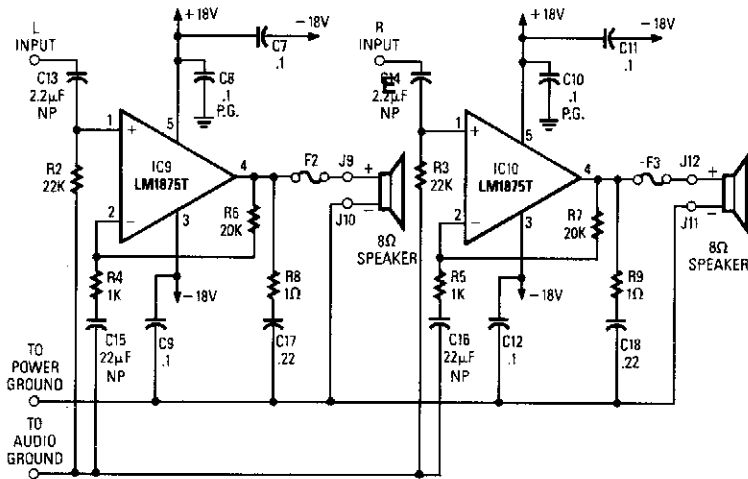 +18V
-18V
C7
.1
L
INPUT
C13
2.2µF
NP
C8
.1
P.G.
1
+
5
IC9
LM1875T
4
2
−
3
R2
22K
R4
1K
C15
22µF
NP
-18V
C9
.1
R6
20K
R8
1Ω
C17
.22
F2
J9
+
J10
−
8Ω
SPEAKER
+18V
-18V
C11
.1
R
INPUT
C14
2.2µF
NP
E
C10
.1
P.G.
1
+
5
IC10
LM1875T
4
2
−
3
R3
22K
R5
1K
C16
22µF
NP
-18V
C12
.1
R7
20K
R9
1Ω
C18
.22
-F3
J12
+
J11
−
8Ω
SPEAKER
TO
POWER
GROUND
TO
AUDIO
GROUND